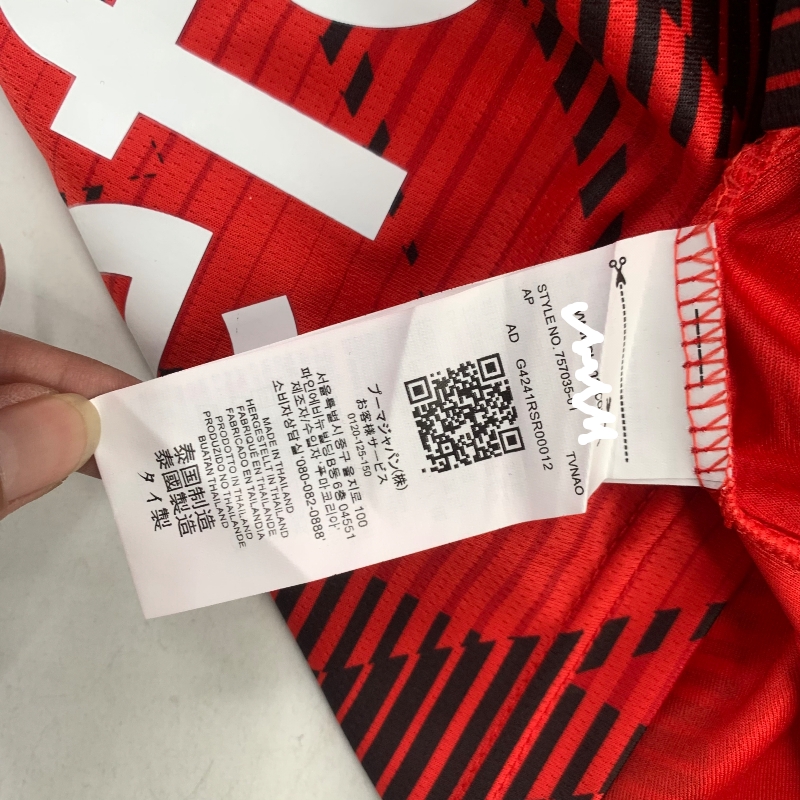 STYLE NO. 757035-01
AP
AD G4241RSR00012
TVNAO
プーマジャパン(株)
お客様サービス
0120-125-150
서울특별시 중구 을지로 100
파인에비뉴빌딩 B동 6층 04551
제조자/수입자 '푸마코리아'
소비자상담실 '080-082-0888'
MADE IN THAILAND
HERGESTELLT IN THAILAND
FABRIQUÉ EN THAILANDE
FABRICADO EN TAILANDIA
PRODOTTO IN THAILANDE
PRODUZIDO NO THAILANDE
BUATAN THAILAND
泰国制造
泰國製造
タイ製